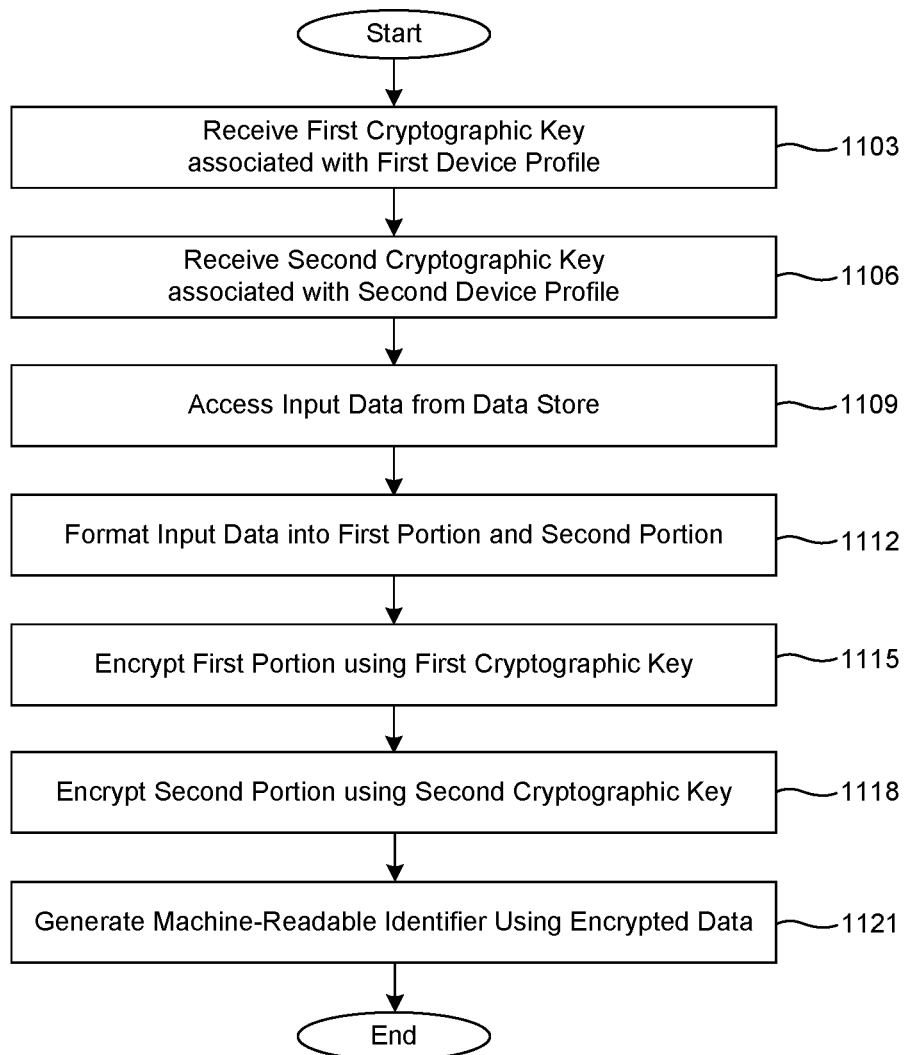 Start
Receive First Cryptographic Key
associated with First Device Profile
1103
Receive Second Cryptographic Key
associated with Second Device Profile
1106
Access Input Data from Data Store
1109
Format Input Data into First Portion and Second Portion
1112
Encrypt First Portion using First Cryptographic Key
1115
Encrypt Second Portion using Second Cryptographic Key
1118
Generate Machine-Readable Identifier Using Encrypted Data
1121
End